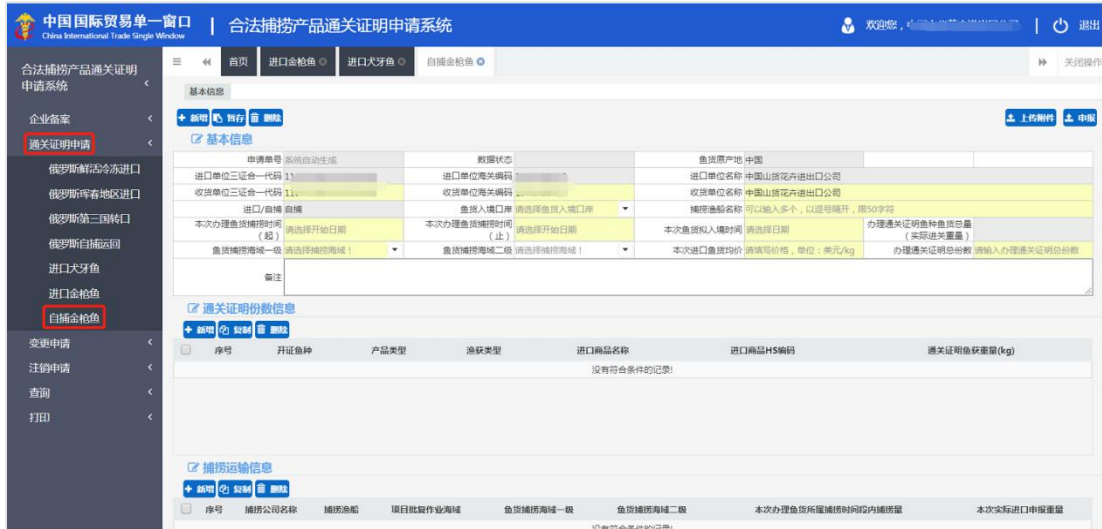 中国国际贸易单一窗口 | 合法捕捞产品通关证明申请系统
China International Trade Single Window
欢迎您，
退出
合法捕捞产品通关证明申请系统
企业备案
通关证明申请
俄罗斯鲜活冷冻进口
俄罗斯珲春地区进口
俄罗斯第三国转口
俄罗斯自捕运回
进口犬牙鱼
进口金枪鱼
自捕金枪鱼
变更申请
注销申请
查询
打印
首页 进口金枪鱼 进口犬牙鱼 自捕金枪鱼 关闭操作
基本信息
新增 暂存 删除 上传附件 申报
基本信息
申请单号 系统自动生成 数据状态 鱼货原产地 中国
进口单位三证合一代码 进口单位海关编码 进口单位名称 中国山货花卉进出口公司
收货单位三证合一代码 收货单位海关编码 收货单位名称 中国山货花卉进出口公司
进口/自捕 自捕 鱼货入境口岸 请选择鱼货入境口岸 捕捞渔船名称 可以输入多个，以逗号隔开，限50字符
本次办理鱼货捕捞时间（起） 请选择开始日期 本次办理鱼货捕捞时间（止） 请选择开始日期 本次鱼货拟入境时间 请选择日期 办理通关证明鱼种鱼货总量（实际进关重量）
鱼货捕捞海域一级 请选择捕捞海域！ 鱼货捕捞海域二级 请选择捕捞海域！ 本次进口鱼货均价 请填写价格，单位：美元/kg 办理通关证明总份数 请输入办理通关证明总份数
备注
通关证明份数信息
新增 复制 删除
序号 开证鱼种 产品类型 渔获类型 进口商品名称 进口商品HS编码 通关证明鱼获重量(kg)
没有符合条件的记录!
捕捞运输信息
新增 复制 删除
序号 捕捞公司名称 捕捞渔船 项目批复作业海域 鱼货捕捞海域一级 鱼货捕捞海域二级 本次办理鱼货所属捕捞时间段内捕捞量 本次实际进口申报重量
没有符合条件的记录!